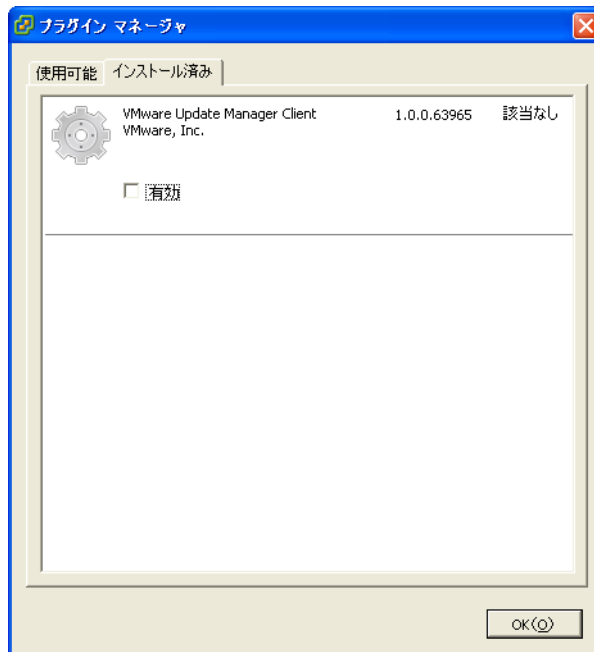 プラグイン マネージャ
使用可能 インストール済み
VMware Update Manager Client 1.0.0.63965 該当なし
VMware, Inc.
有効
OK(O)